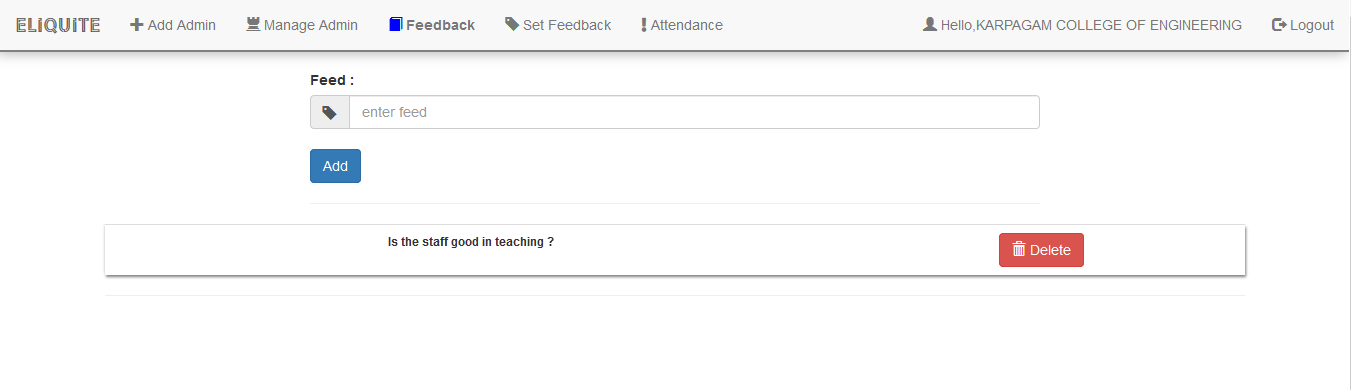 ELiQUiTE Add Admin Manage Admin Feedback Set Feedback Attendance Hello,KARPAGAM COLLEGE OF ENGINEERING Logout
Feed :
enter feed
Add
Is the staff good in teaching ? Delete